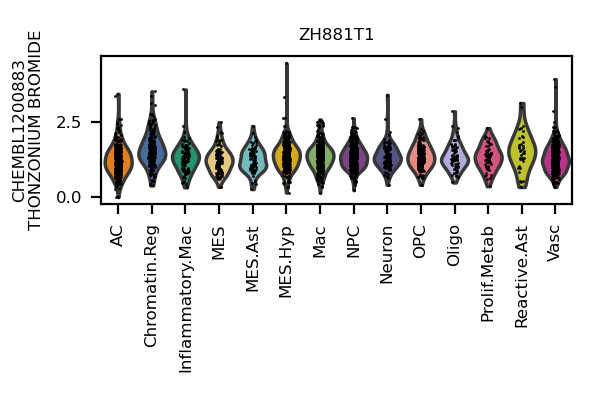 ZH881T1
CHEMBL1200883
THONZONIUM BROMIDE
2.5
0.0
AC
Chromatin.Reg
Inflammatory.Mac
MES
MES.Ast
MES.Hyp
Mac
NPC
Neuron
OPC
Oligo
Prolif.Metab
Reactive.Ast
Vasc